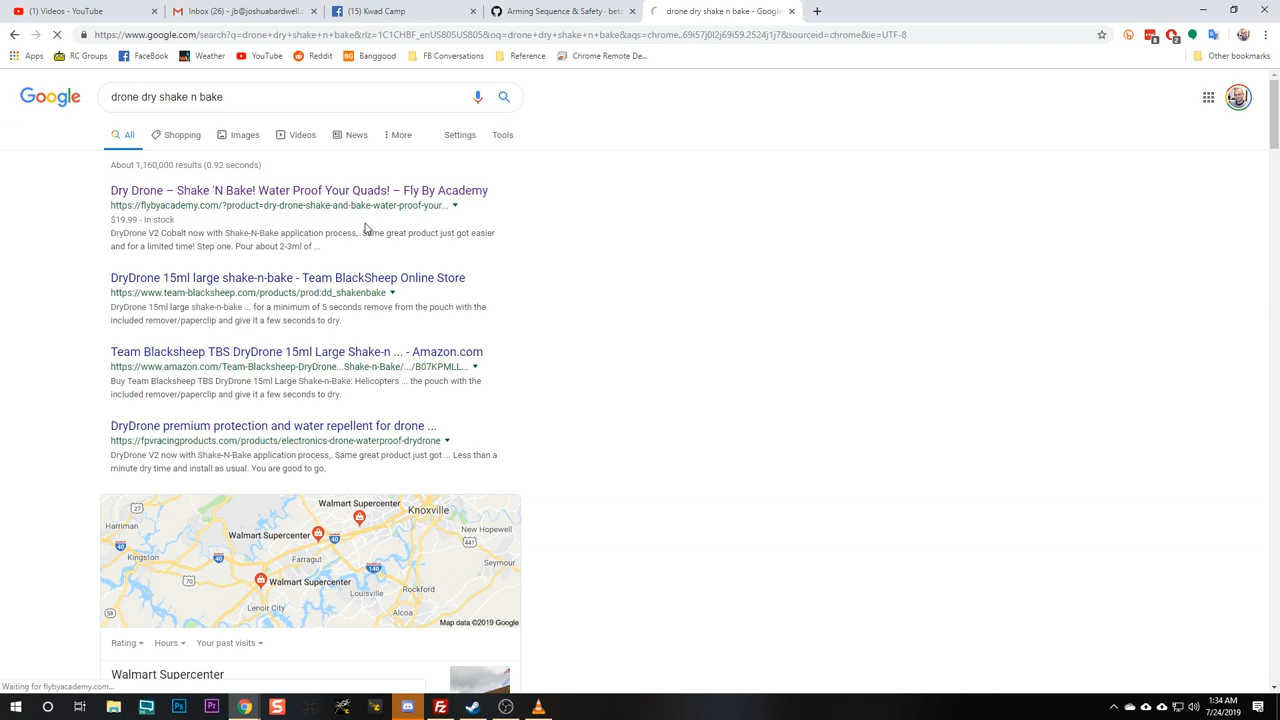 (15) Videos - YouTube
Inbox (26) - jb@joshuabardwell.c
(15) Kwad Camp
Arming Sequence & Safety · beta
drone dry shake n bake - Google
https://www.google.com/search?q=drone+dry+shake+n+bake&rlz=1C1CHBF_enUS805US805&oq=drone+dry+shake+n+bake&aqs=chrome..69i57j0l2j69i59.2524j1j7&sourceid=chrome&ie=UTF-8
Apps
RC Groups
FaceBook
Weather
YouTube
Reddit
Banggood
FB Conversations
Reference
Chrome Remote De...
Other bookmarks
Google
drone dry shake n bake
All
Shopping
Images
Videos
News
More
Settings
Tools
About 1,160,000 results (0.92 seconds)
Dry Drone – Shake 'N Bake! Water Proof Your Quads! – Fly By Academy
https://flybyacademy.com/?product=dry-drone-shake-and-bake-water-proof-your...
$19.99 - In stock
DryDrone V2 Cobalt now with Shake-N-Bake application process,. Same great product just got easier
and for a limited time! Step one. Pour about 2-3ml of ...
DryDrone 15ml large shake-n-bake - Team BlackSheep Online Store
https://www.team-blacksheep.com/products/prod:dd_shakenbake
DryDrone 15ml large shake-n-bake ... for a minimum of 5 seconds remove from the pouch with the
included remover/paperclip and give it a few seconds to dry.
Team Blacksheep TBS DryDrone 15ml Large Shake-n ... - Amazon.com
https://www.amazon.com/Team-Blacksheep-DryDrone...Shake-n-Bake/.../B07KPMLL...
Buy Team Blacksheep TBS DryDrone 15ml Large Shake-n-Bake: Helicopters ... the pouch with the
included remover/paperclip and give it a few seconds to dry.
DryDrone premium protection and water repellent for drone ...
https://fpvracingproducts.com/products/electronics-drone-waterproof-drydrone
DryDrone V2 now with Shake-N-Bake application process,. Same great product just got ... Less than a
minute dry time and install as usual. You are good to go.
27
Walmart Supercenter
Knoxville
Harriman
New Hopewell
40
Walmart Supercenter
40
441
Kingston
40
Farragut
140
Seymour
70
Walmart Supercenter
Louisville
Rockford
Lenoir City
Alcoa
58
Map data ©2019 Google
Rating
Hours
Your past visits
Walmart Supercenter
Waiting for flybyacademy.com...
1:34 AM
7/24/2019